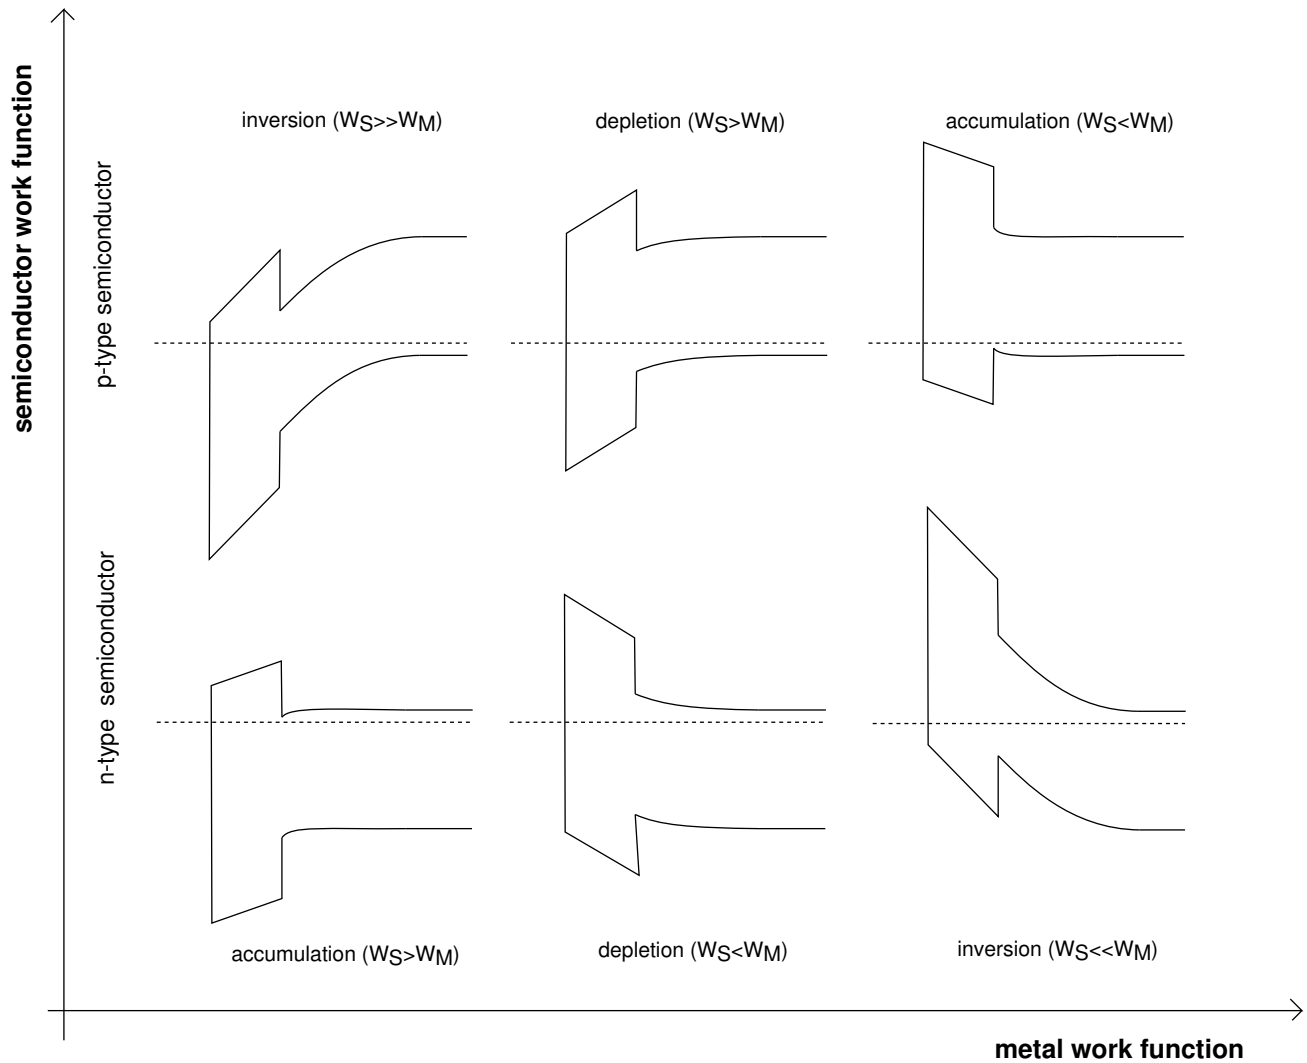 semiconductor work function
p-type semiconductor
inversion (WS>>WM)
depletion (WS>WM)
accumulation (WS<WM)
n-type semiconductor
accumulation (WS>WM)
depletion (WS<WM)
inversion (WS<<WM)
metal work function